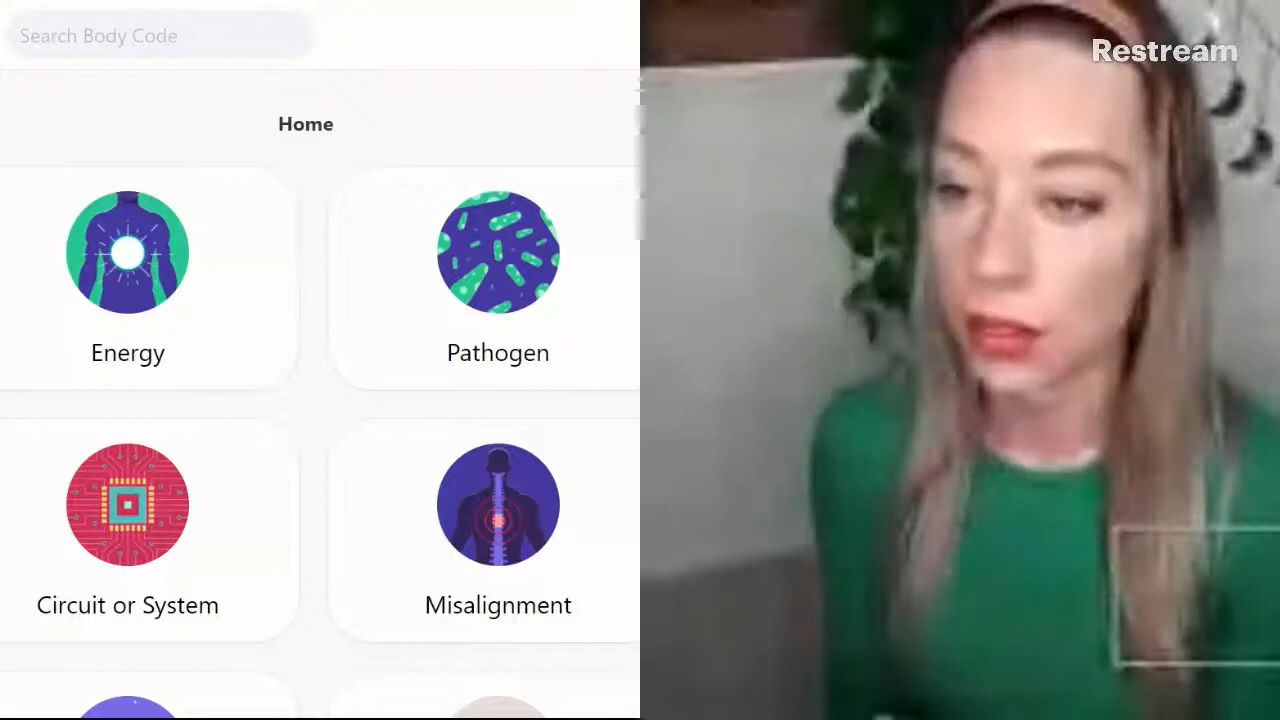 Search Body Code
Restream
Home
Energy
Pathogen
Circuit or System
Misalignment